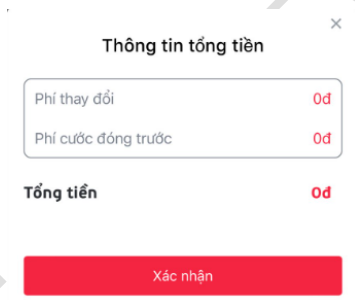 Thông tin tổng tiền
Phí thay đổi 0đ
Phí cước đóng trước 0đ
Tổng tiền 0đ
Xác nhận